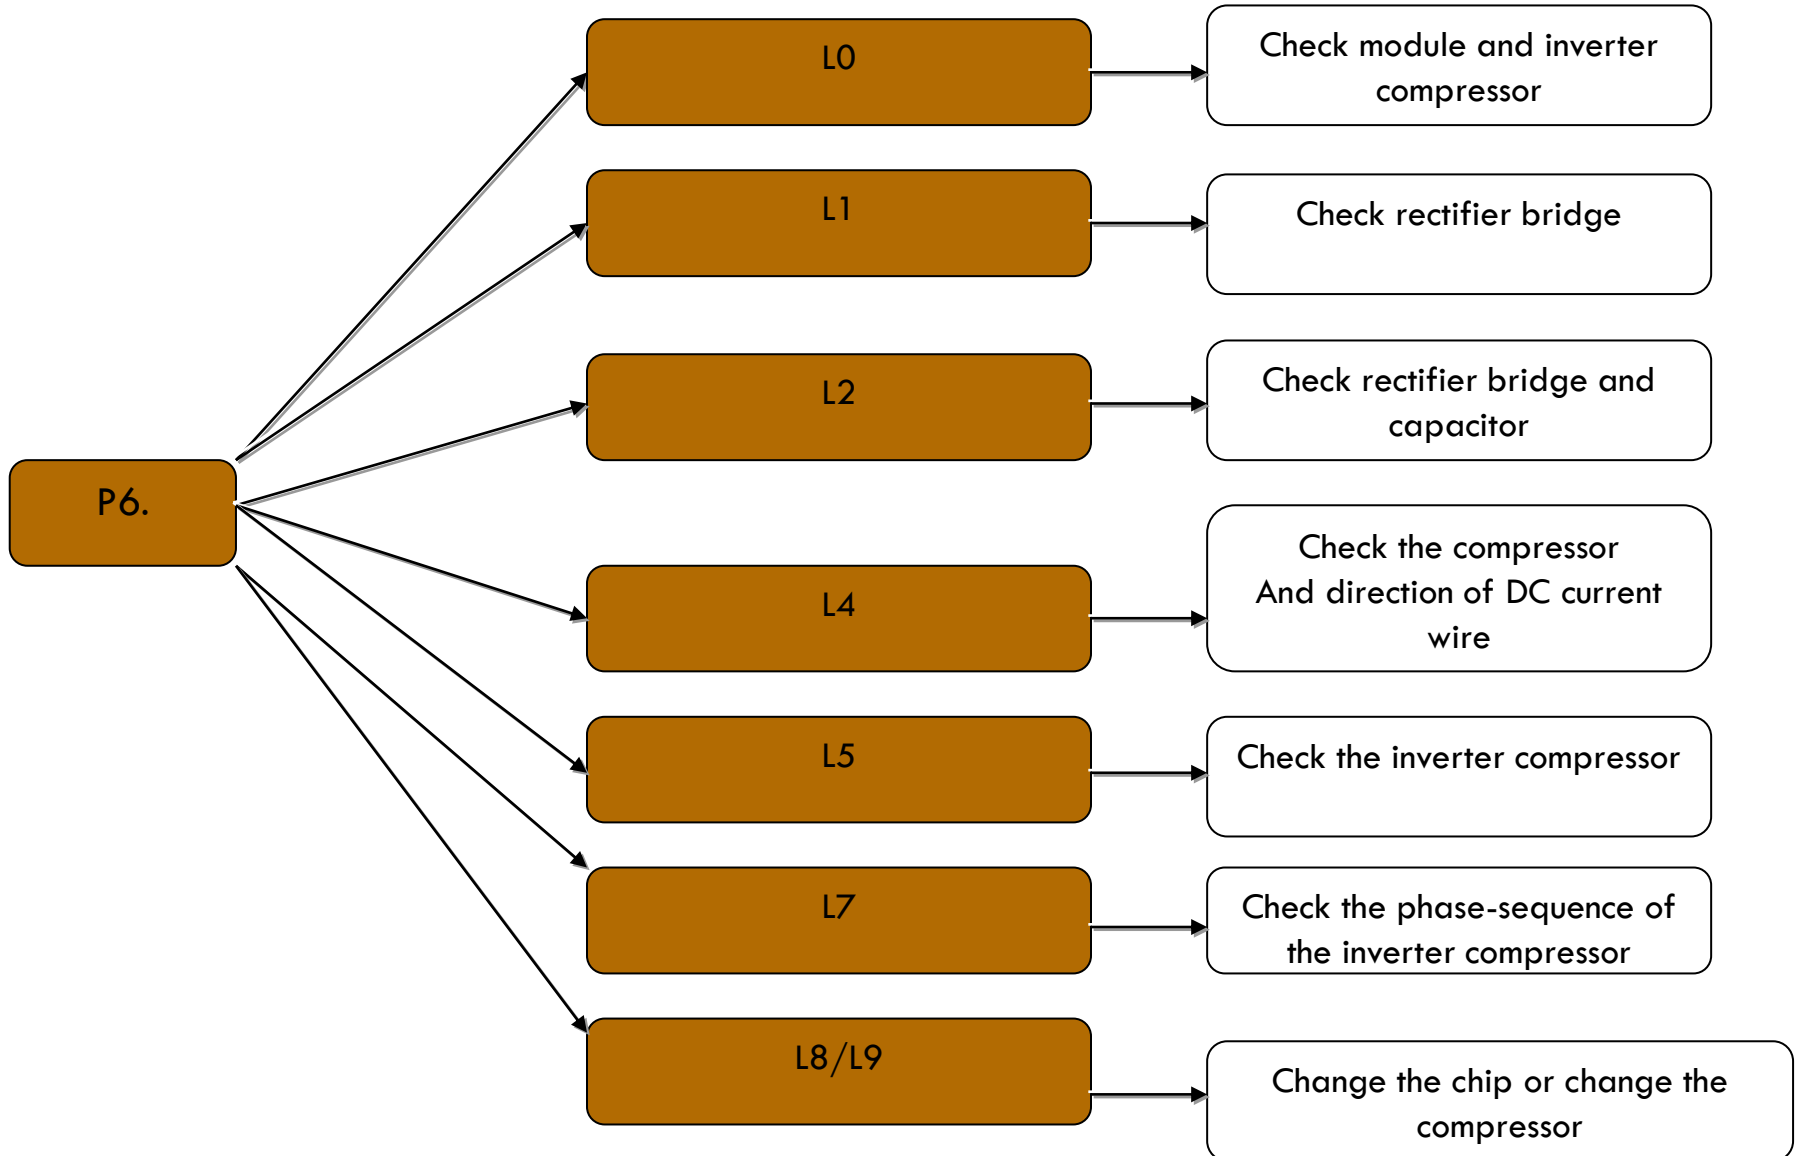 L0
Check module and inverter
compressor
L1
Check rectifier bridge
L2
Check rectifier bridge and
capacitor
P6.
L4
Check the compressor
And direction of DC current
wire
L5
Check the inverter compressor
L7
Check the phase-sequence of
the inverter compressor
L8/L9
Change the chip or change the
compressor